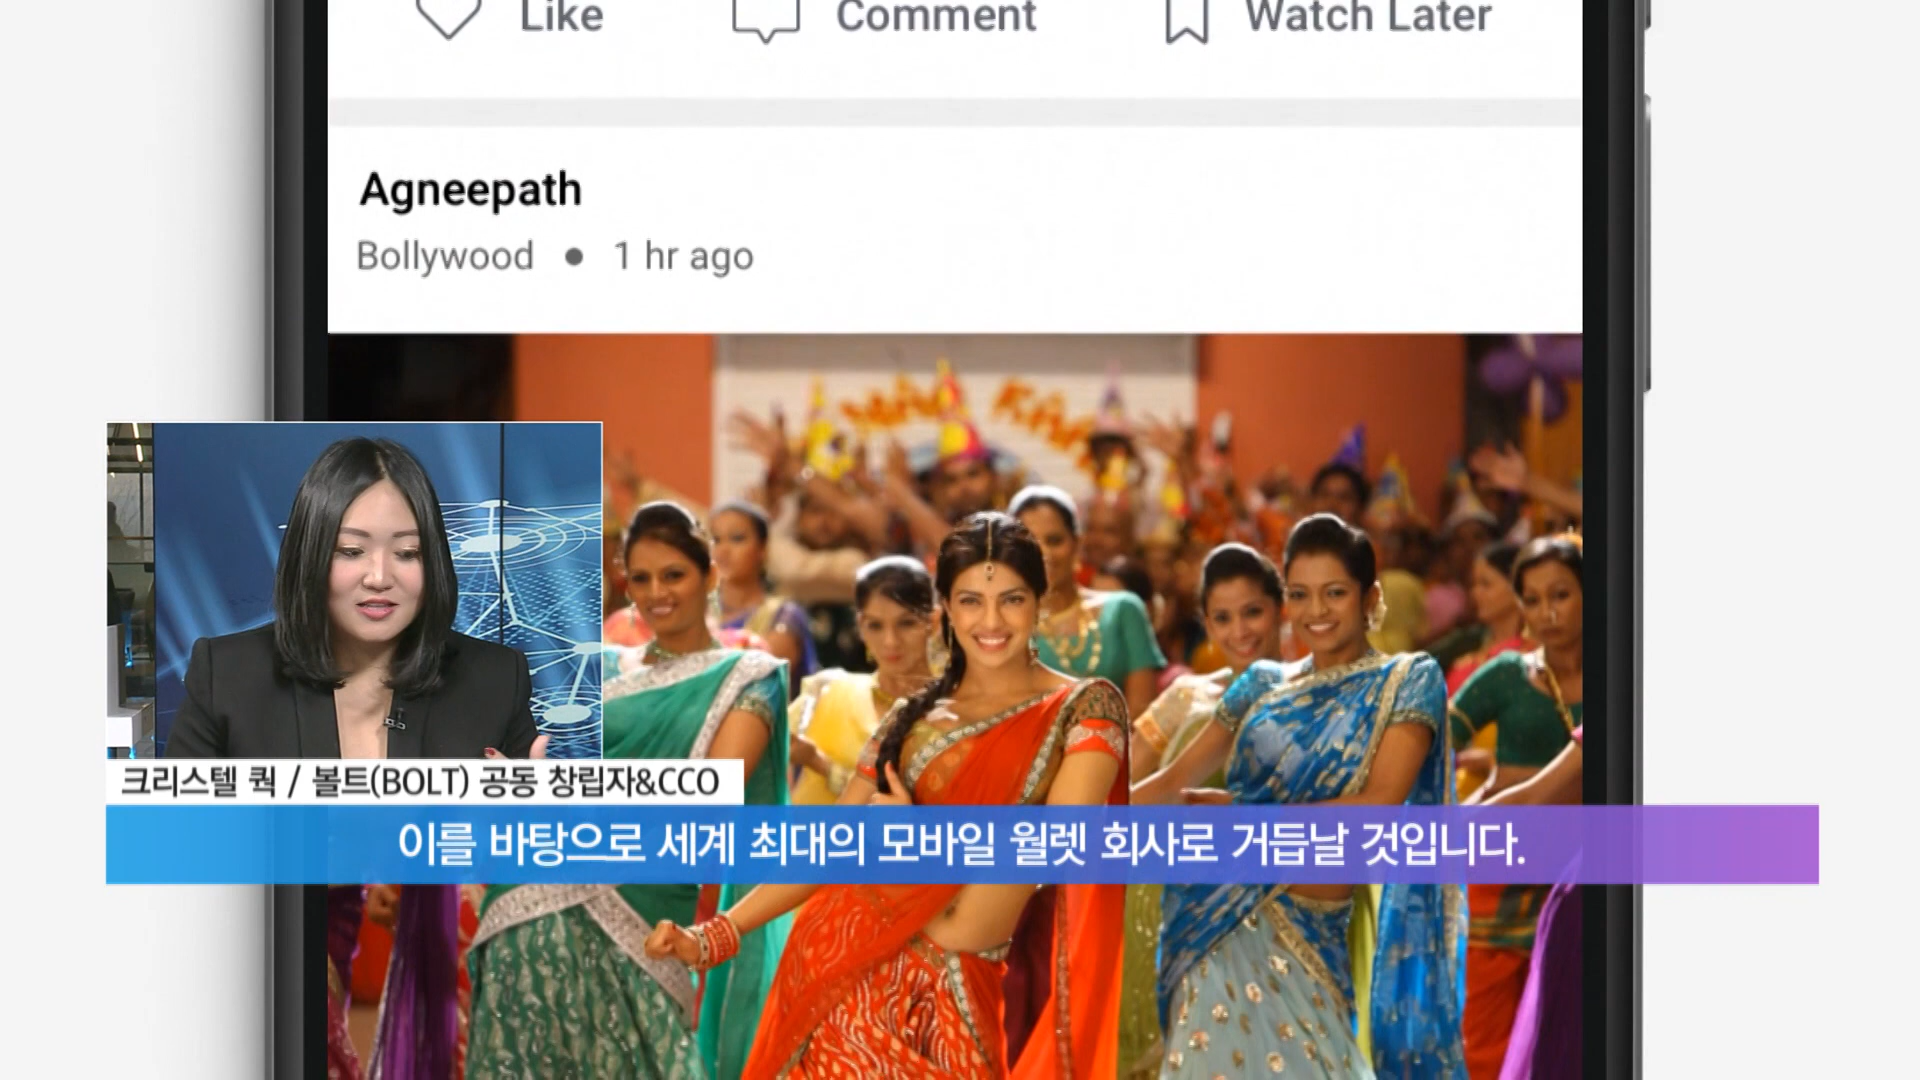 Like Comment Watch Later
Agneepath
Bollywood • 1 hr ago
크리스텔 쿽 / 볼트(BOLT) 공동 창립자&CCO
이를 바탕으로 세계 최대의 모바일 월렛 회사로 거듭날 것입니다.